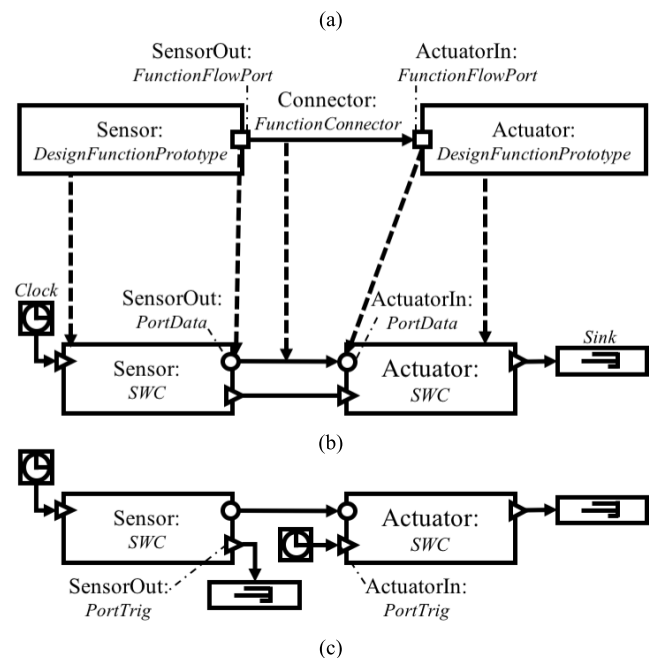 (a)
SensorOut:
FunctionFlowPort
ActuatorIn:
FunctionFlowPort
Connector:
FunctionConnector
Sensor:
DesignFunctionPrototype
Actuator:
DesignFunctionPrototype
Clock
SensorOut:
PortData
ActuatorIn:
PortData
Sink
Sensor:
SWC
Actuator:
SWC
(b)
Sensor:
SWC
Actuator:
SWC
SensorOut:
PortTrig
ActuatorIn:
PortTrig
(c)